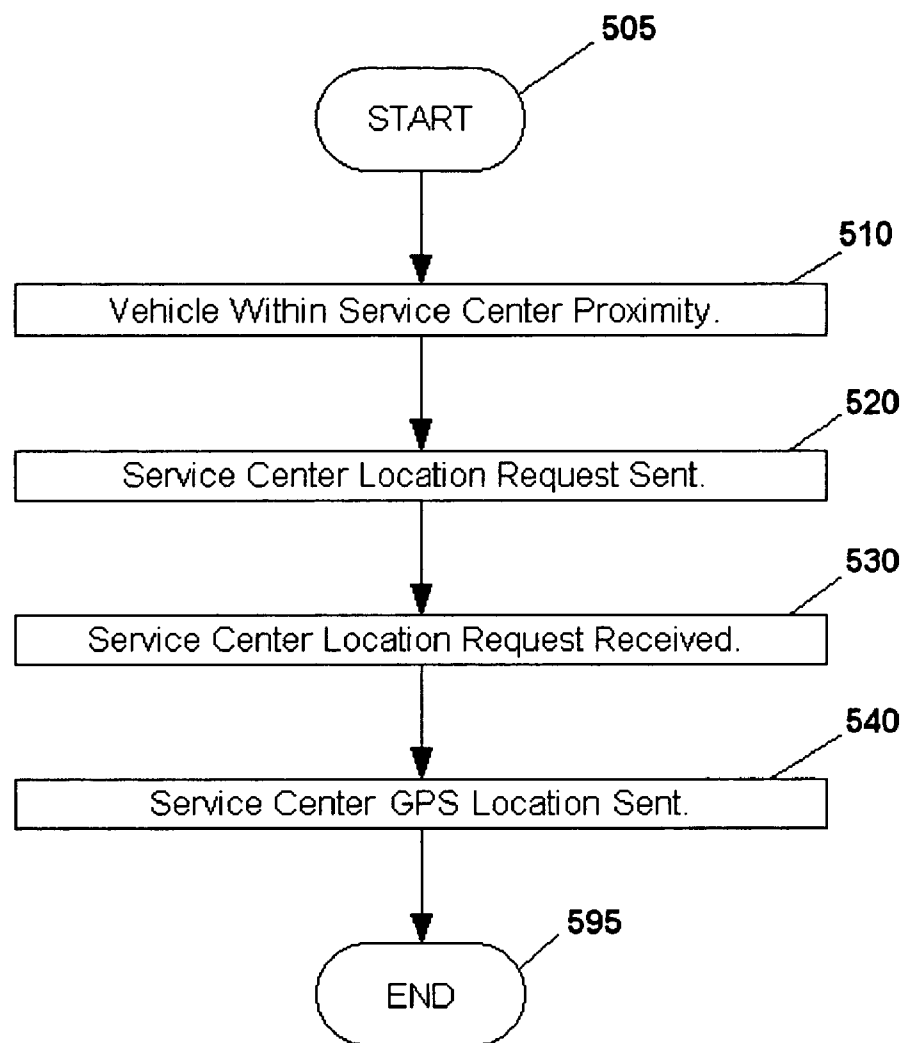 505
START
510
Vehicle Within Service Center Proximity.
520
Service Center Location Request Sent.
530
Service Center Location Request Received.
540
Service Center GPS Location Sent.
595
END